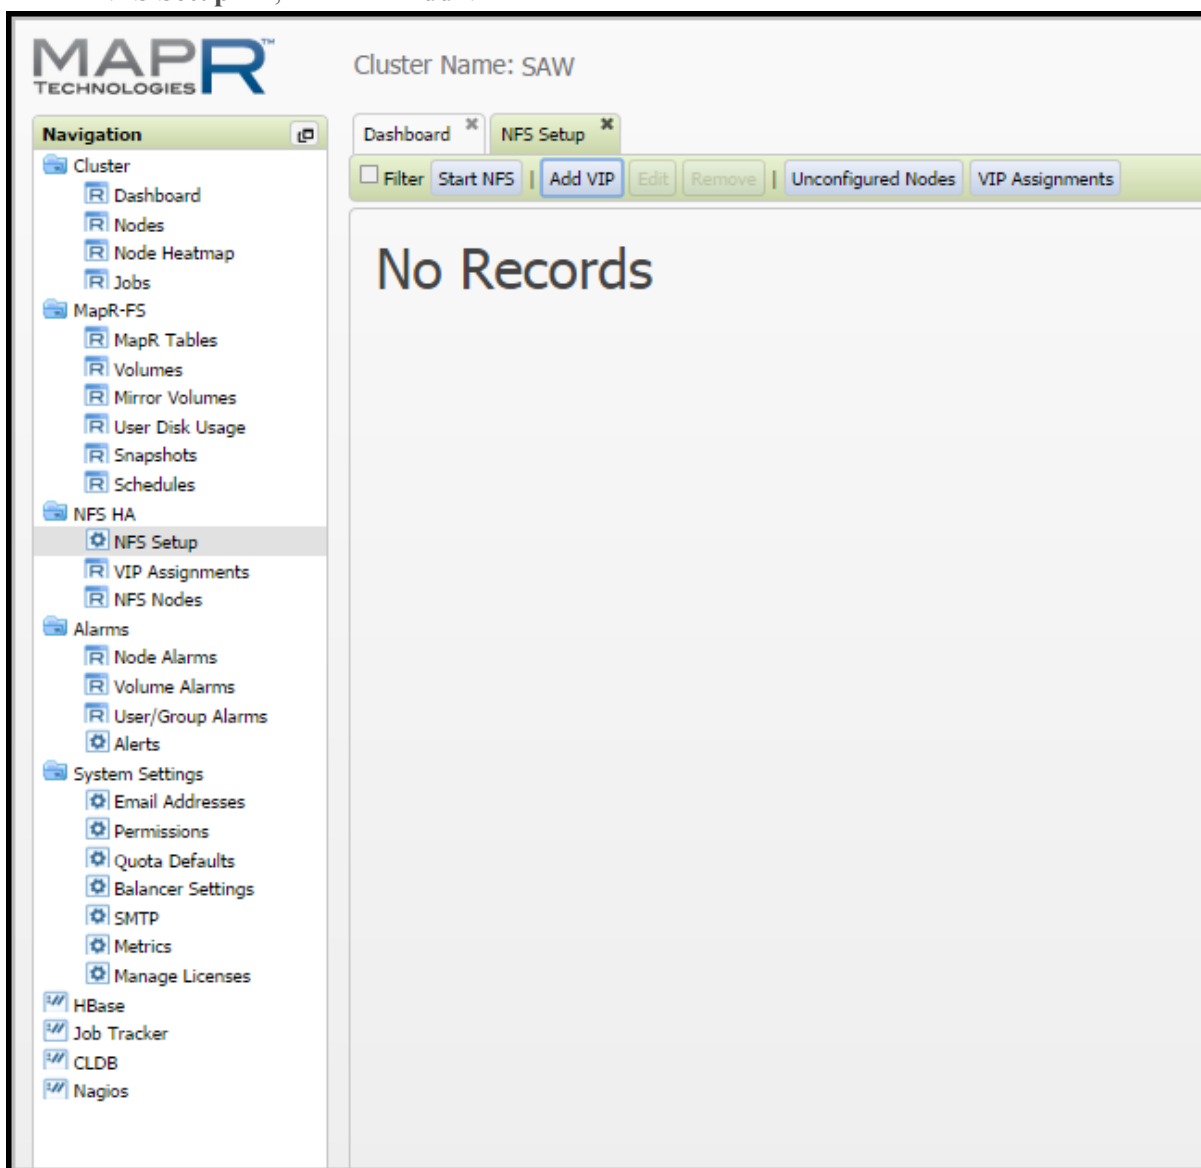 MAPR™
TECHNOLOGIES
Cluster Name: SAW
Navigation
Dashboard
NFS Setup
Filter Start NFS | Add VIP Edit Remove | Unconfigured Nodes VIP Assignments
No Records
Cluster
Dashboard
Nodes
Node Heatmap
Jobs
MapR-FS
MapR Tables
Volumes
Mirror Volumes
User Disk Usage
Snapshots
Schedules
NFS HA
NFS Setup
VIP Assignments
NFS Nodes
Alarms
Node Alarms
Volume Alarms
User/Group Alarms
Alerts
System Settings
Email Addresses
Permissions
Quota Defaults
Balancer Settings
SMTP
Metrics
Manage Licenses
HBase
Job Tracker
CLDB
Nagios